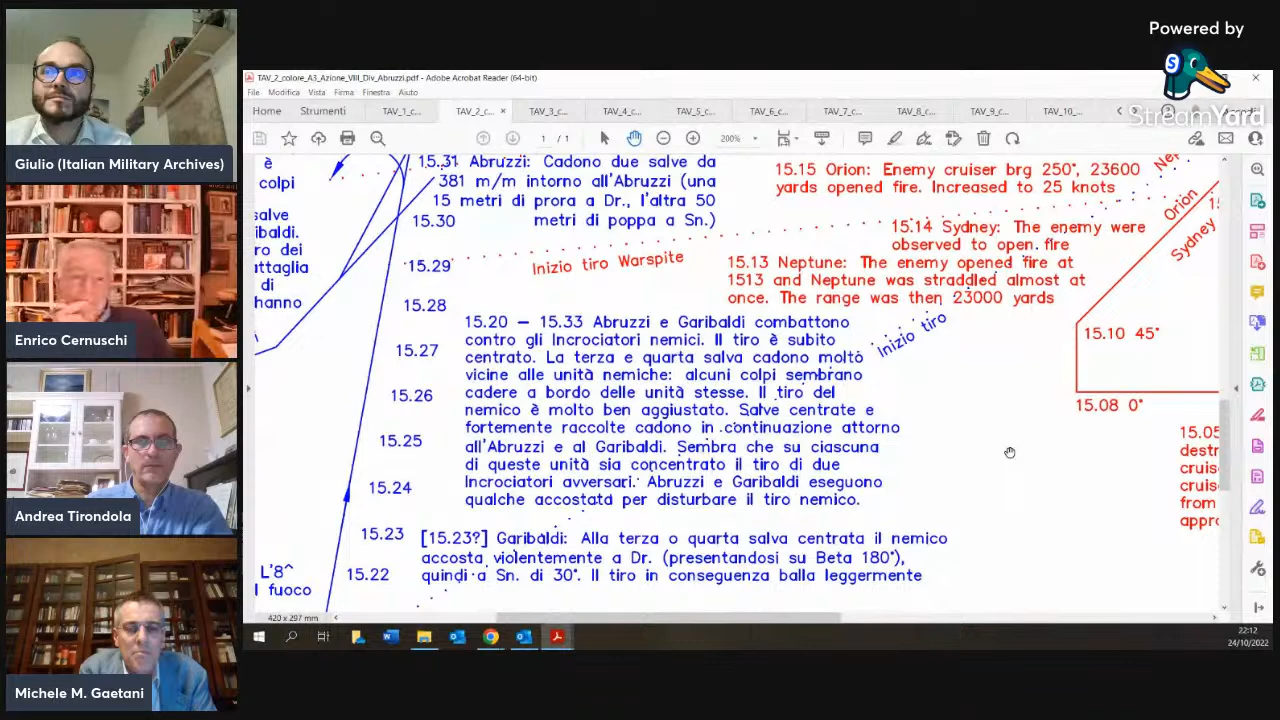 Powered by
StreamYard
Giulio (Italian Military Archives)
Enrico Cernuschi
Andrea Tirondola
Michele M. Gaetani
TAV_2_colore_A3_Azione_VIII_Div_Abruzzi.pdf - Adobe Acrobat Reader (64-bit)
File Modifica Vista Firma Finestra Aiuto
Home Strumenti TAV_1_c... TAV_2_c... × TAV_3_c... TAV_4_c... TAV_5_c... TAV_6_c... TAV_7_c... TAV_8_c... TAV_9_c... TAV_10...
1 / 1 200%
è
colpi
salve
ibaldi.
ro dei
attaglia
di
hanno
L'8^
l fuoco
15.31 Abruzzi: Cadono due salve da
381 m/m intorno all'Abruzzi (una
15 metri di prora a Dr., l'altra 50
15.30 metri di poppa a Sn.)
15.29
Inizio tiro Warspite
15.28
15.27
15.26
15.25
15.24
15.23
15.22
15.20 – 15.33 Abruzzi e Garibaldi combattono
contro gli Incrociatori nemici. Il tiro è subito
centrato. La terza e quarta salva cadono molto
vicine alle unità nemiche: alcuni colpi sembrano
cadere a bordo delle unità stesse. Il tiro del
nemico è molto ben aggiustato. Salve centrate e
fortemente raccolte cadono in continuazione attorno
all'Abruzzi e al Garibaldi. Sembra che su ciascuna
di queste unità sia concentrato il tiro di due
Incrociatori avversari. Abruzzi e Garibaldi eseguono
qualche accostata per disturbare il tiro nemico.
[15.23?] Garibaldi: Alla terza o quarta salva centrata il nemico
accosta violentemente a Dr. (presentandosi su Beta 180°),
quindi a Sn. di 30°. Il tiro in conseguenza balla leggermente
15.15 Orion: Enemy cruiser brg 250°, 23600
yards opened fire. Increased to 25 knots
15.14 Sydney: The enemy were
observed to open fire
15.13 Neptune: The enemy opened fire at
1513 and Neptune was straddled almost at
once. The range was then 23000 yards
Inizio tiro
Orion
Sydney
15.10 45°
15.08 0°
15.05
destr
cruise
cruise
from
appro
420 x 297 mm
22:12
24/10/2022